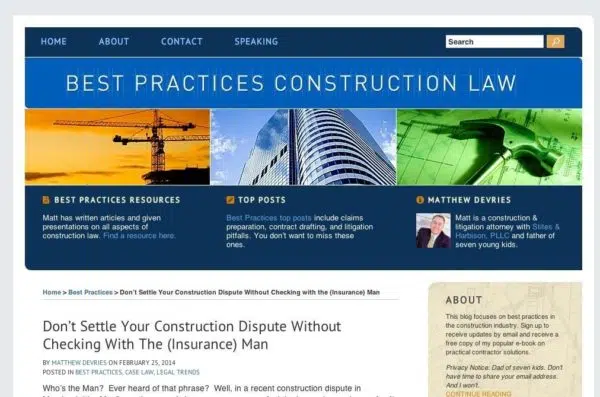 HOME ABOUT CONTACT SPEAKING
Search
BEST PRACTICES CONSTRUCTION LAW
BEST PRACTICES RESOURCES
Matt has written articles and given
presentations on all aspects of
construction law. Find a resource here.
TOP POSTS
Best Practices top posts include claims
preparation, contract drafting, and litigation
pitfalls. You don't want to miss these
ones.
MATTHEW DEVRIES
Matt is a construction &
litigation attorney with Stites &
Harbison, PLLC and father of
seven young kids.
Home > Best Practices > Don't Settle Your Construction Dispute Without Checking with the (Insurance) Man
Don't Settle Your Construction Dispute Without
Checking With The (Insurance) Man
BY MATTHEW DEVRIES ON FEBRUARY 25, 2014
POSTED IN BEST PRACTICES, CASE LAW, LEGAL TRENDS
Who's the Man? Ever heard of that phrase? Well, in a recent construction dispute in
ABOUT
This blog focuses on best practices in
the construction industry. Sign up to
receive updates by email and receive a
free copy of my popular e-book on
practical contractor solutions.
Privacy Notice: Dad of seven kids. Don't
have time to share your email address.
And I won't.
CONTINUE READING